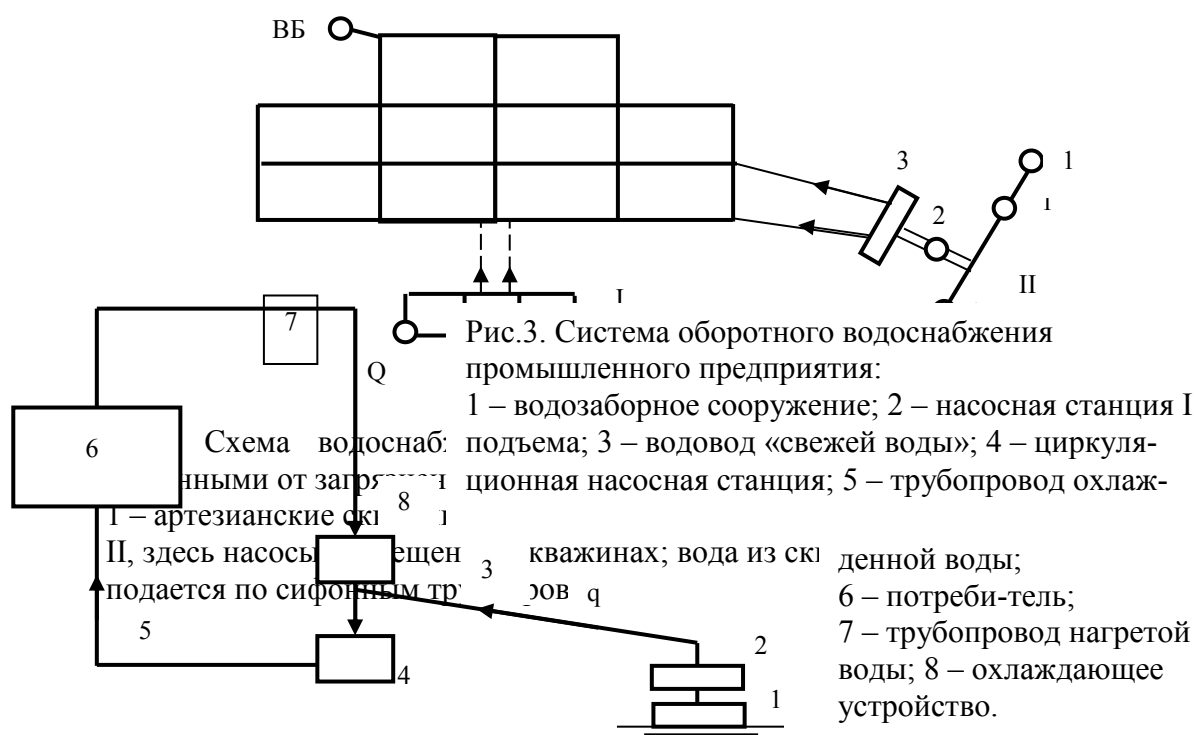 ВБ
3
1
2
1
II
I
7
Q
Рис.3. Система оборотного водоснабжения
промышленного предприятия:
1 – водозаборное сооружение; 2 – насосная станция I
подъема; 3 – водовод «свежей воды»; 4 – циркуля-
ционная насосная станция; 5 – трубопровод охлаж-
денной воды;
6 – потреби-тель;
7 – трубопровод нагретой
воды; 8 – охлаждающее
устройство.
6
Схема
от
8
1 – артезианские
II, здесь насосы
вода из
подается по сифонным
3
q
5
4
2
1